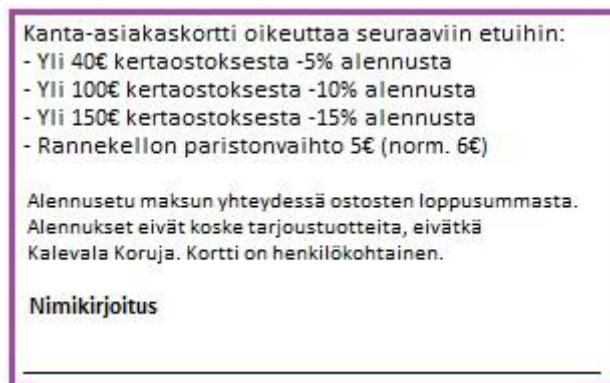 Kanta-asiakaskortti oikeuttaa seuraaviin etuihin:
- Yli 40€ kertaostoksesta -5% alennusta
- Yli 100€ kertaostoksesta -10% alennusta
- Yli 150€ kertaostoksesta -15% alennusta
- Rannekellon paristonvaihto 5€ (norm. 6€)
Alennusetu maksun yhteydessä ostosten loppusummasta.
Alennukset eivät koske tarjoustuotteita, eivätkä
Kalevala Koruja. Kortti on henkilökohtainen.
Nimikirjoitus